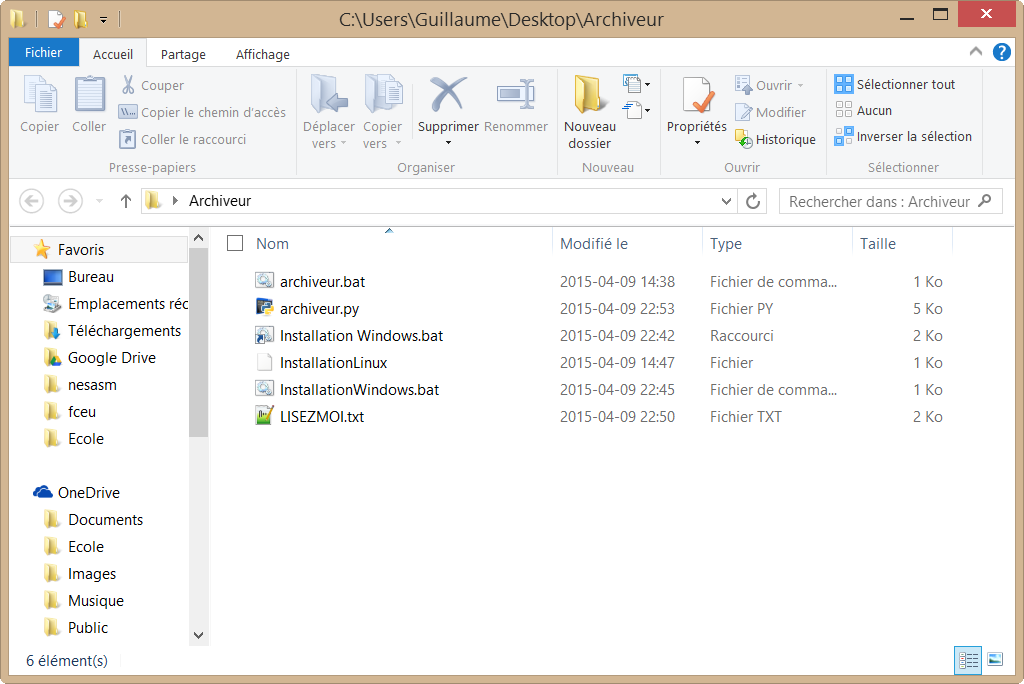 C:\Users\Guillaume\Desktop\Archiveur
Fichier Accueil Partage Affichage
Copier
Coller
Couper
Copier le chemin d'accès
Coller le raccourci
Presse-papiers
Déplacer
vers
Copier
vers
Supprimer
Renommer
Organiser
Nouveau
dossier
Nouveau
Propriétés
Ouvrir
Modifier
Historique
Ouvrir
Sélectionner tout
Aucun
Inverser la sélection
Sélectionner
Archiveur
Rechercher dans : Archiveur
Favoris
Bureau
Emplacements réc
Téléchargements
Google Drive
nesasm
fceu
Ecole
OneDrive
Documents
Ecole
Images
Musique
Public
Nom Modifié le Type Taille
archiveur.bat 2015-04-09 14:38 Fichier de comma... 1 Ko
archiveur.py 2015-04-09 22:53 Fichier PY 5 Ko
Installation Windows.bat 2015-04-09 22:42 Raccourci 2 Ko
InstallationLinux 2015-04-09 14:47 Fichier 1 Ko
InstallationWindows.bat 2015-04-09 22:45 Fichier de comma... 1 Ko
LISEZMOI.txt 2015-04-09 22:50 Fichier TXT 2 Ko
6 élément(s)